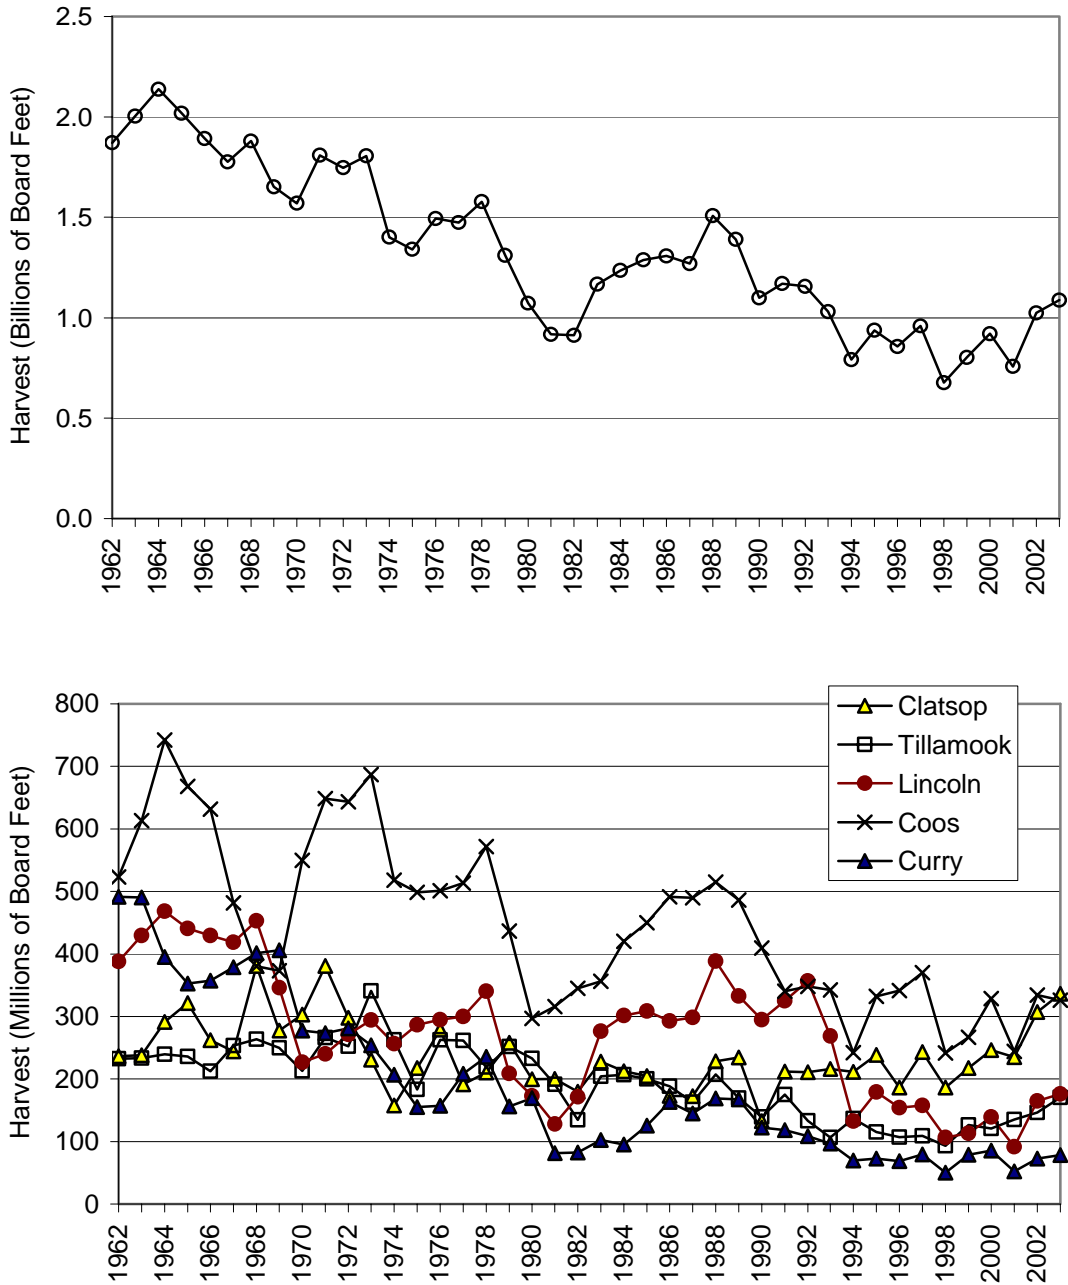 Harvest (Billions of Board Feet)
2.5
2.0
1.5
1.0
0.5
0.0
1962 1964 1966 1968 1970 1972 1974 1976 1978 1980 1982 1984 1986 1988 1990 1992 1994 1996 1998 2000 2002
Harvest (Millions of Board Feet)
800
700
600
500
400
300
200
100
0
Clatsop
Tillamook
Lincoln
Coos
Curry
1962 1964 1966 1968 1970 1972 1974 1976 1978 1980 1982 1984 1986 1988 1990 1992 1994 1996 1998 2000 2002